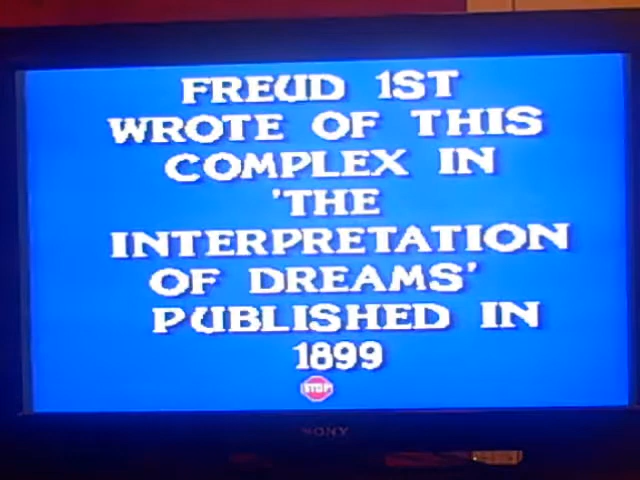 FREUD 1ST
WROTE OF THIS
COMPLEX IN
'THE
INTERPRETATION
OF DREAMS'
PUBLISHED IN
1899
STOP
SONY